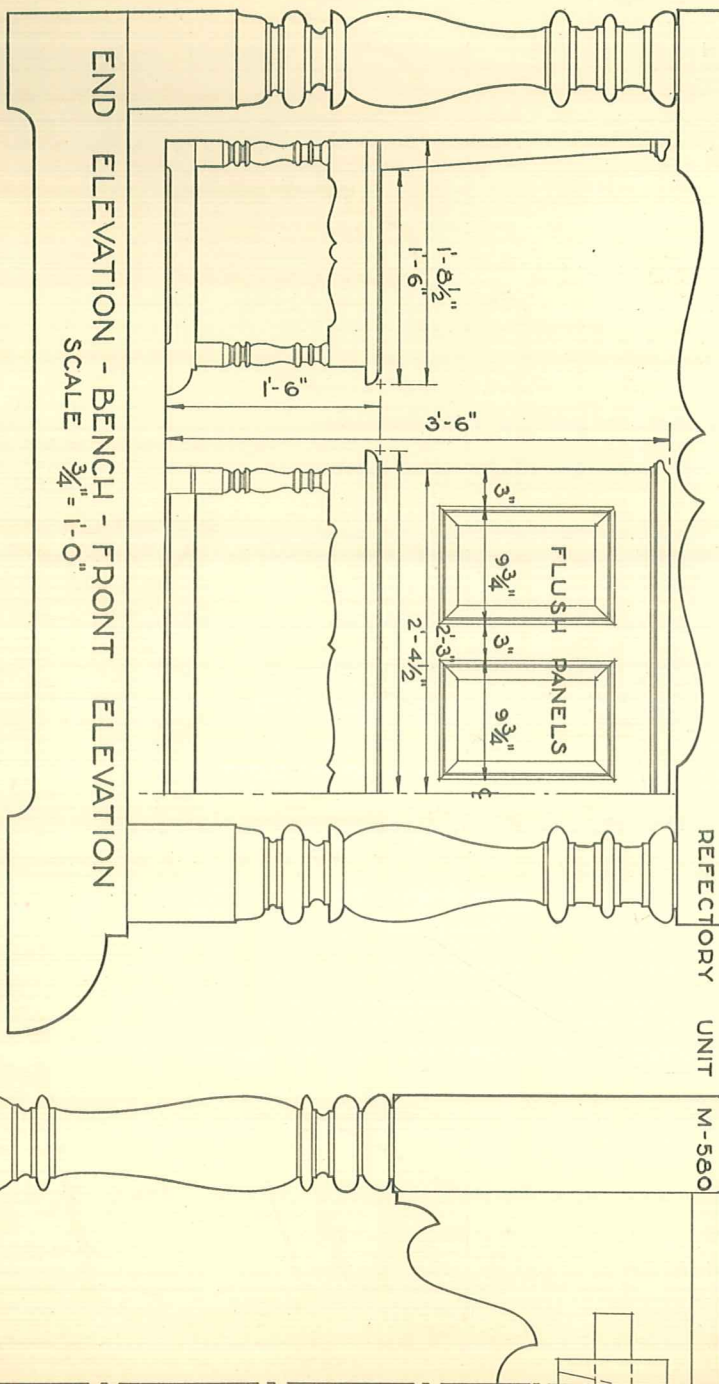 REFECTORY UNIT M-580
1'-8½"
1'-6"
1'-6"
3'-6"
3"
9¾"
3"
9¾"
FLUSH PANELS
2'-3"
2'-4½"
℄
END ELEVATION - BENCH - FRONT ELEVATION
SCALE ¾" = 1'-0"